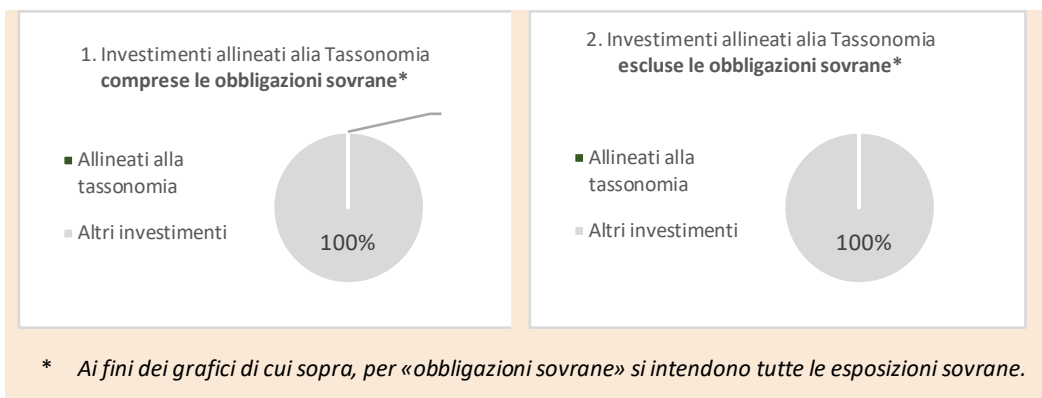 1. Investimenti allineati alia Tassonomia
comprese le obbligazioni sovrane*
Allineati alla
tassonomia
Altri investimenti
100%
2. Investimenti allineati alia Tassonomia
escluse le obbligazioni sovrane*
Allineati alla
tassonomia
Altri investimenti
100%
* Ai fini dei grafici di cui sopra, per «obbligazioni sovrane» si intendono tutte le esposizioni sovrane.